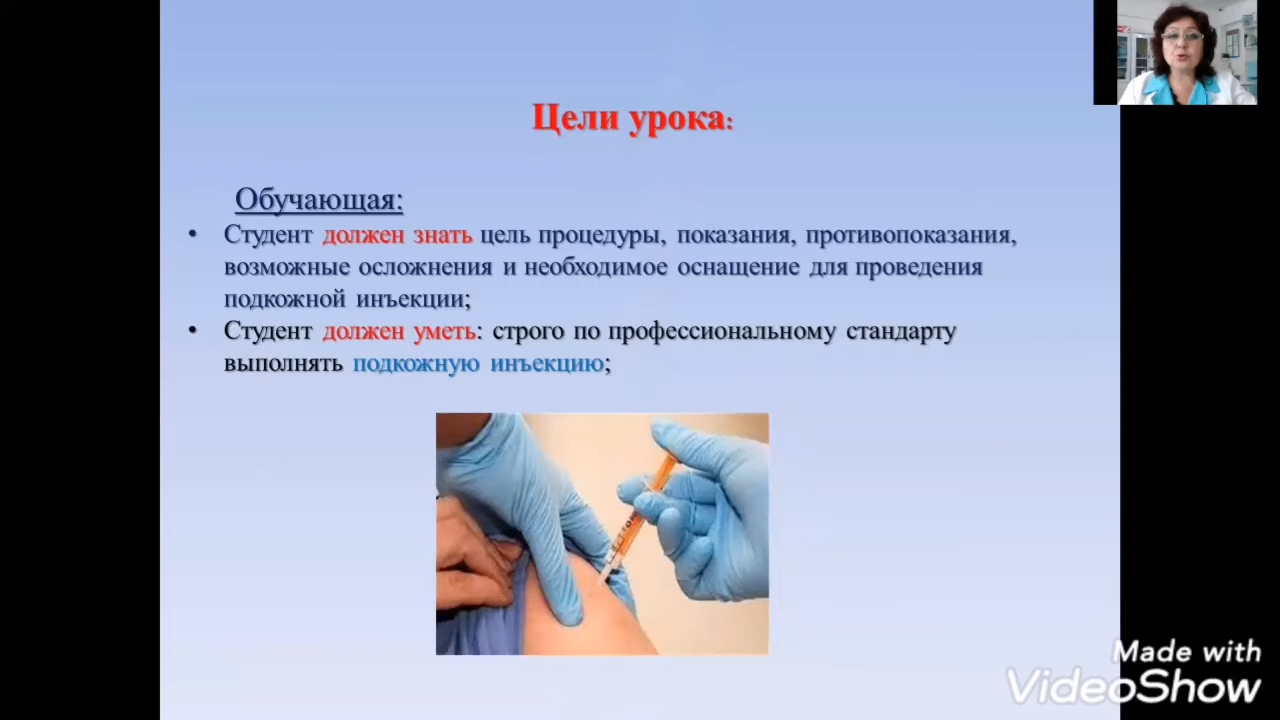 Цели урока:
Обучающая:
• Студент должен знать цель процедуры, показания, противопоказания,
возможные осложнения и необходимое оснащение для проведения
подкожной инъекции;
• Студент должен уметь: строго по профессиональному стандарту
выполнять подкожную инъекцию;
Made with
VideoShow